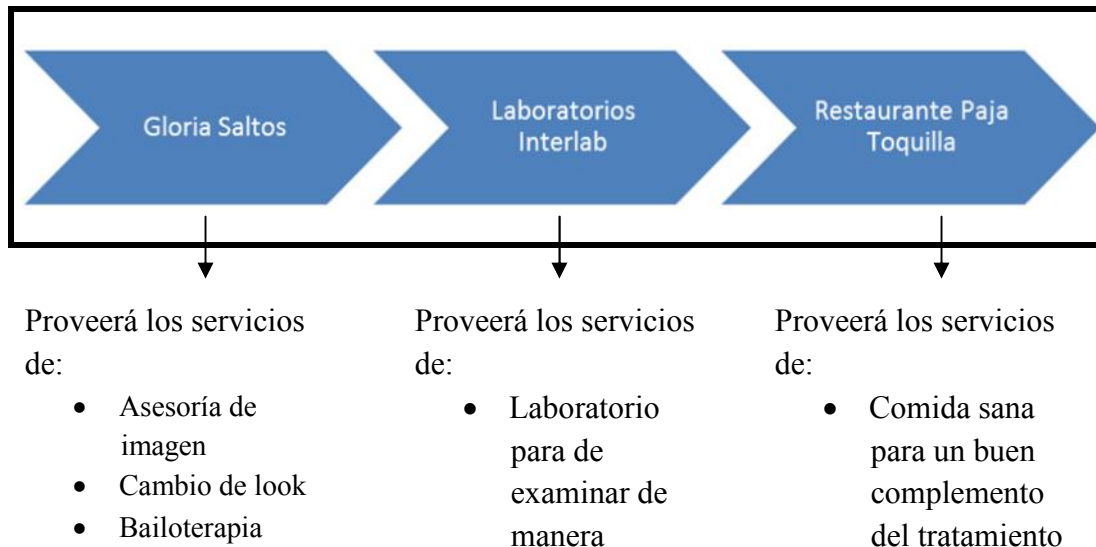 Gloria Saltos
Laboratorios
Interlab
Restaurante Paja
Toquilla
Proveerá los servicios
de:
• Asesoría de
imagen
• Cambio de look
• Bailoterapia
Proveerá los servicios
de:
• Laboratorio
para de
examinar de
manera
Proveerá los servicios
de:
• Comida sana
para un buen
complemento
del tratamiento